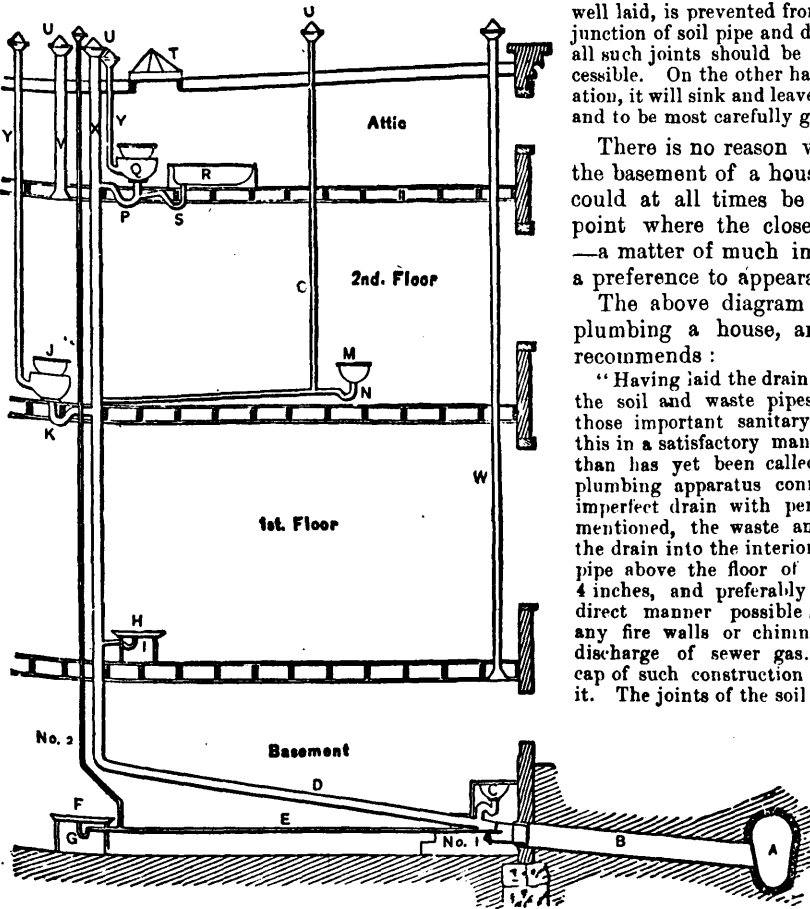 U
U
U
U
T
Y
Y
X
Y
Q
R
P
S
Attic
C
2nd. Floor
J
K
M
N
W
1st. Floor
H
I
No. 2
Basement
D
C
F
G
E
No. 1
B
A
well laid, is prevented from
junction of soil pipe and d
all such joints should be
cessible. On the other ha
ation, it will sink and leave
and to be most carefully g
There is no reason w
the basement of a hous
could at all times be
point where the close
—a matter of much im
a preference to appeara
The above diagram
plumbing a house, an
recommends :
“Having laid the drain
the soil and waste pipes
those important sanitary
this in a satisfactory man
than has yet been called
plumbing apparatus conn
imperfect drain with per
mentioned, the waste an
the drain into the interior
pipe above the floor of
4 inches, and preferably
direct manner possible
any fire walls or chimn
discharge of sewer gas.
cap of such construction
it. The joints of the soil